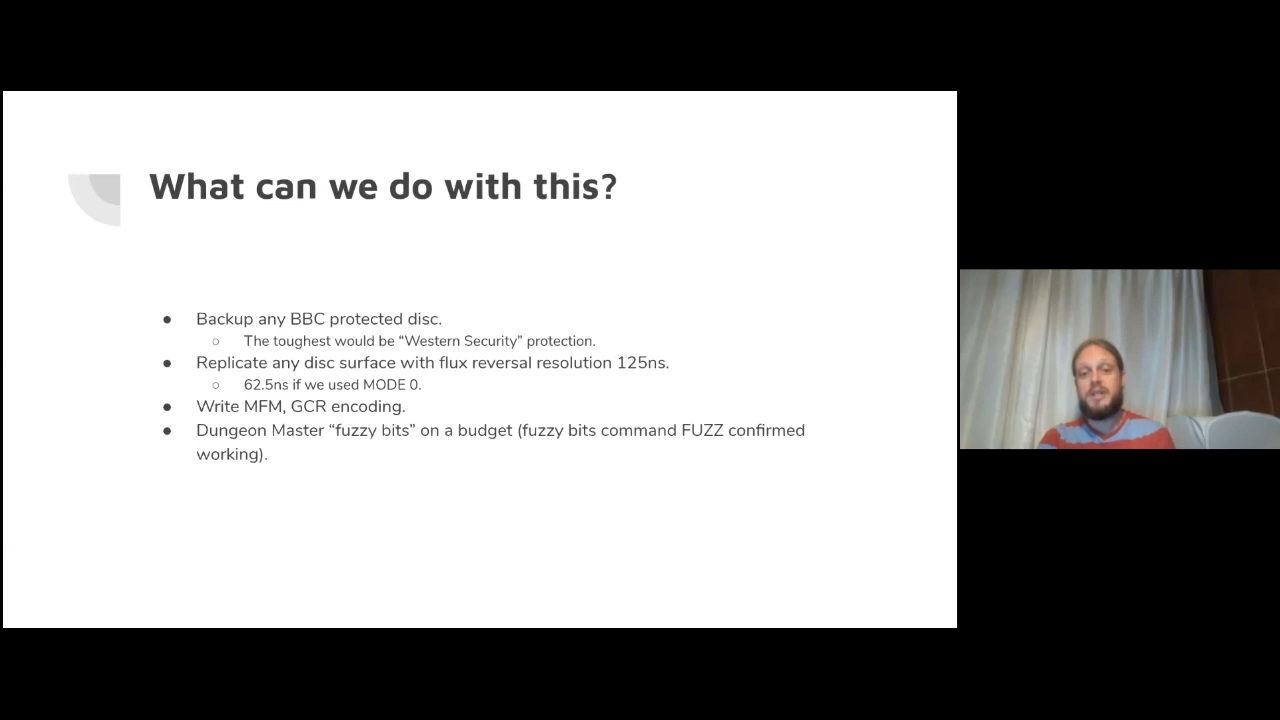 What can we do with this?
● Backup any BBC protected disc.
○ The toughest would be “Western Security” protection.
● Replicate any disc surface with flux reversal resolution 125ns.
○ 62.5ns if we used MODE 0.
● Write MFM, GCR encoding.
● Dungeon Master “fuzzy bits” on a budget (fuzzy bits command FUZZ confirmed
working).